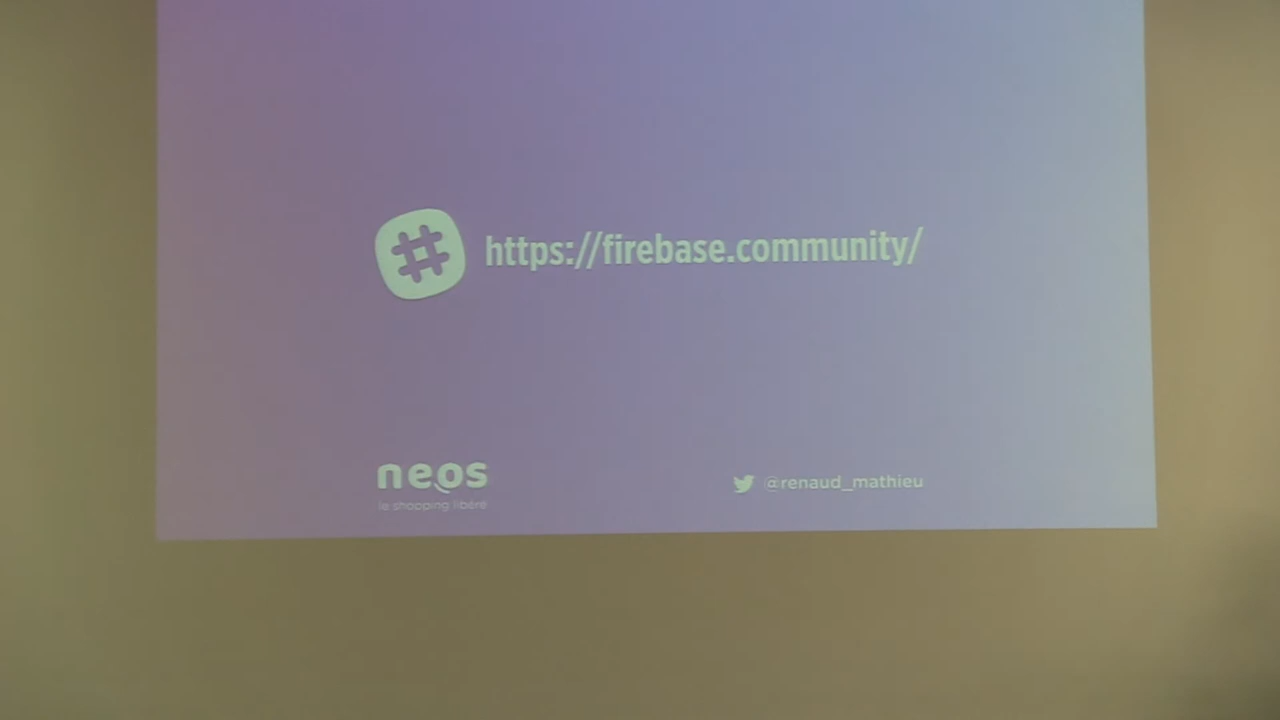 https://firebase.community/
neos
le shopping libéré
@renaud_mathieu